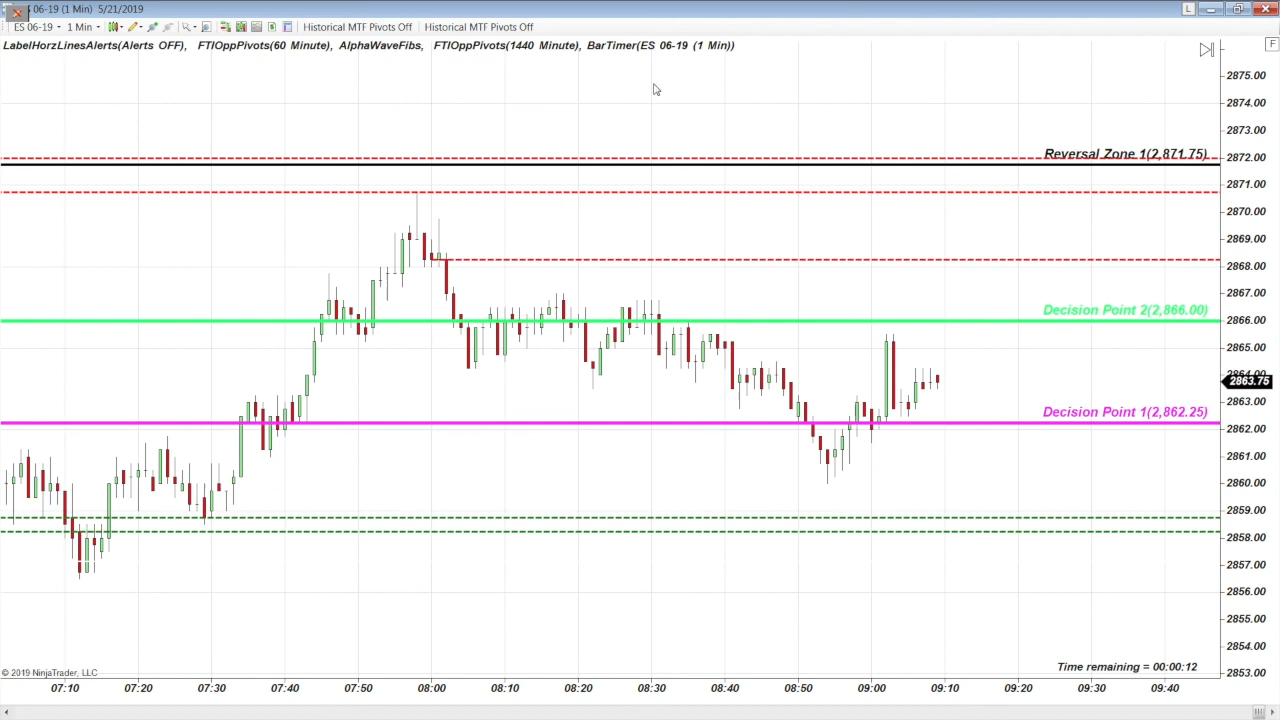 ES 06-19 (1 Min) 5/21/2019
L
ES 06-19 1 Min Historical MTF Pivots Off Historical MTF Pivots Off
LabelHorzLinesAlerts(Alerts OFF), FTIOppPivots(60 Minute), AlphaWaveFibs, FTIOppPivots(1440 Minute), BarTimer(ES 06-19 (1 Min))
F
2875.00
2874.00
2873.00
Reversal Zone 1(2,871.75)
2872.00
2871.00
2870.00
2869.00
2868.00
2867.00
Decision Point 2(2,866.00)
2866.00
2865.00
2864.00
2863.75
2863.00
Decision Point 1(2,862.25)
2862.00
2861.00
2860.00
2859.00
2858.00
2857.00
2856.00
2855.00
2854.00
Time remaining = 00:00:12
© 2019 NinjaTrader, LLC
2853.00
07:10 07:20 07:30 07:40 07:50 08:00 08:10 08:20 08:30 08:40 08:50 09:00 09:10 09:20 09:30 09:40